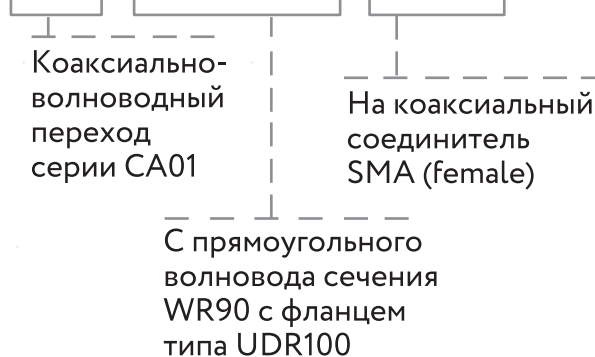 Коаксиально-
волноводный
переход
серии CA01
На коаксиальный
соединитель
SMA (female)
С прямоугольного
волновода сечения
WR90 с фланцем
типа UDR100